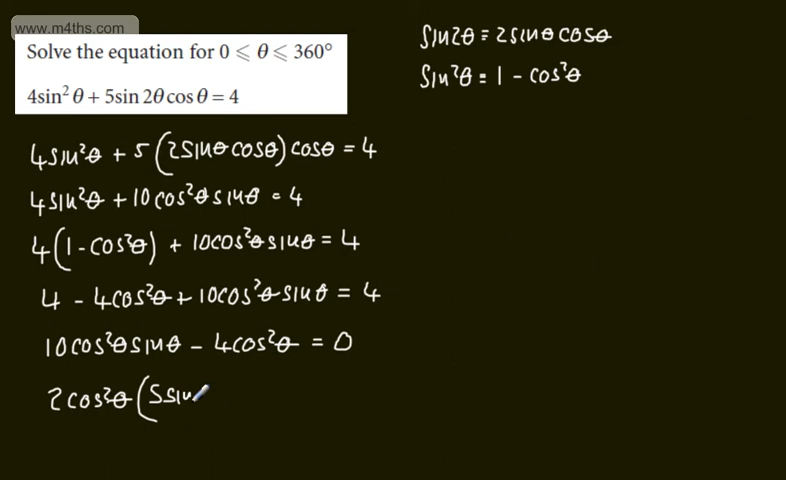 www.m4ths.com
Solve the equation for 0 ⩽ θ ⩽ 360°
4sin² θ + 5sin 2θ cos θ = 4
sin2θ ≡ 2sinθcosθ
sin²θ ≡ 1 - cos²θ
4sin²θ + 5(2sinθcosθ)cosθ = 4
4sin²θ + 10cos²θsinθ = 4
4(1-cos²θ) + 10cos²θsinθ = 4
4 - 4cos²θ + 10cos²θsinθ = 4
10cos²θsinθ - 4cos²θ = 0
2cos²θ(5sin